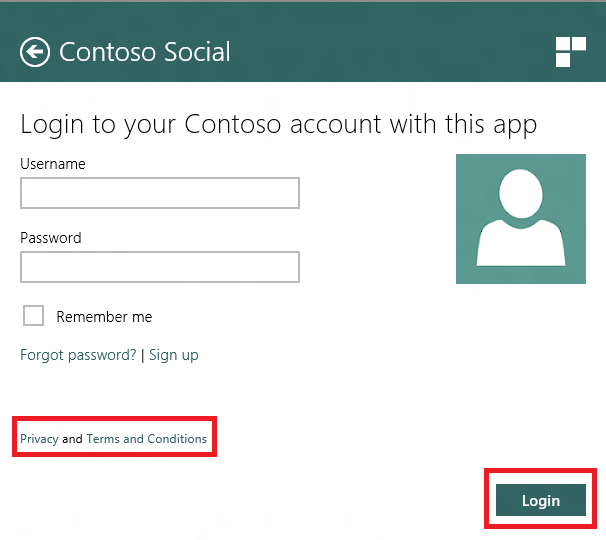 Contoso Social
Login to your Contoso account with this app
Username
Password
Remember me
Forgot password? | Sign up
Privacy and Terms and Conditions
Login